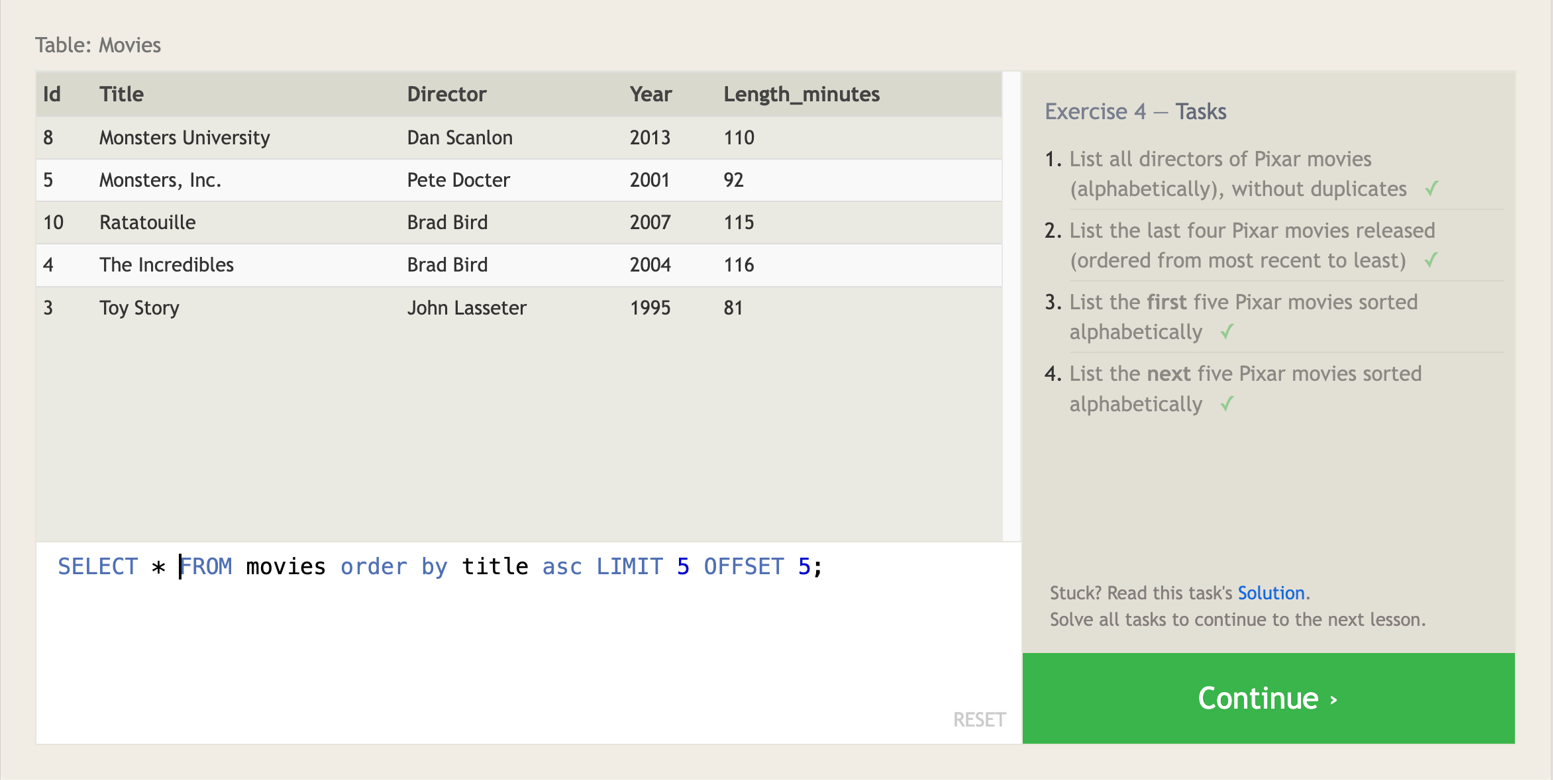 Table: Movies
Id Title Director Year Length_minutes
8 Monsters University Dan Scanlon 2013 110
5 Monsters, Inc. Pete Docter 2001 92
10 Ratatouille Brad Bird 2007 115
4 The Incredibles Brad Bird 2004 116
3 Toy Story John Lasseter 1995 81
SELECT * FROM movies order by title asc LIMIT 5 OFFSET 5;
RESET
Exercise 4 — Tasks
1. List all directors of Pixar movies
(alphabetically), without duplicates ✓
2. List the last four Pixar movies released
(ordered from most recent to least) ✓
3. List the first five Pixar movies sorted
alphabetically ✓
4. List the next five Pixar movies sorted
alphabetically ✓
Stuck? Read this task's Solution.
Solve all tasks to continue to the next lesson.
Continue ›